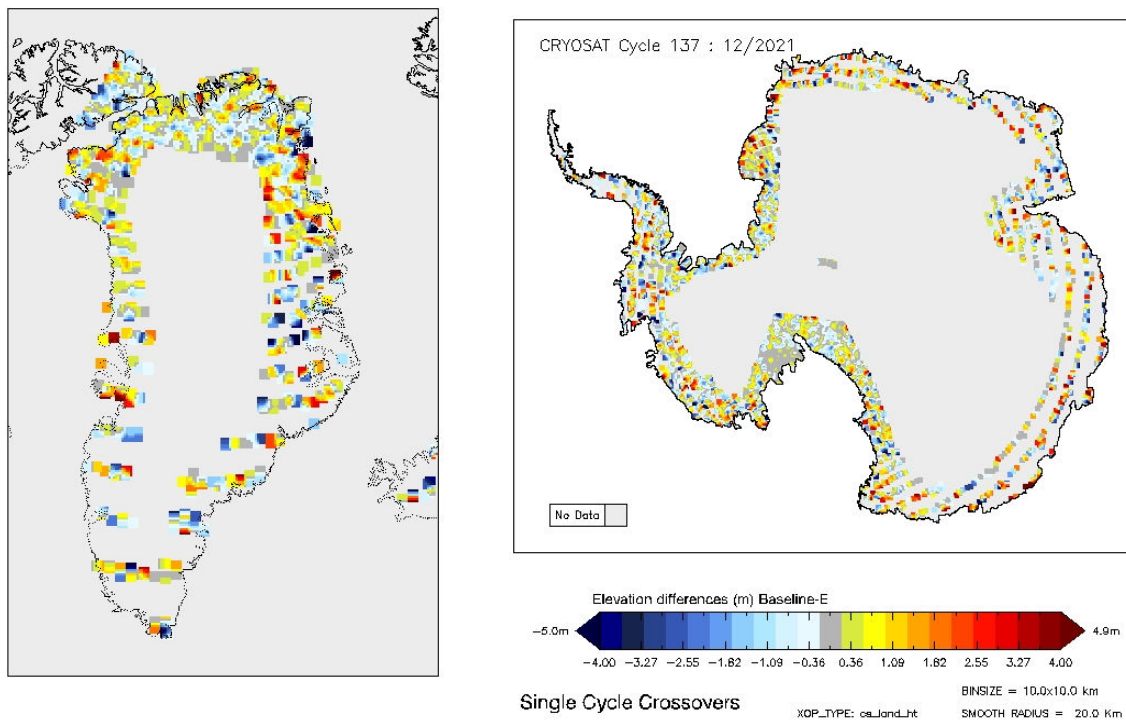 CRYOSAT Cycle 137 : 12/2021
No Data
Elevation differences (m) Baseline-E
-5.0m 4.9m
-4.00 -3.27 -2.55 -1.82 -1.09 -0.36 0.36 1.09 1.82 2.55 3.27 4.00
Single Cycle Crossovers
BINSIZE = 10.0x10.0 km
XOP_TYPE: cs_land_ht SMOOTH RADIUS = 20.0 Km